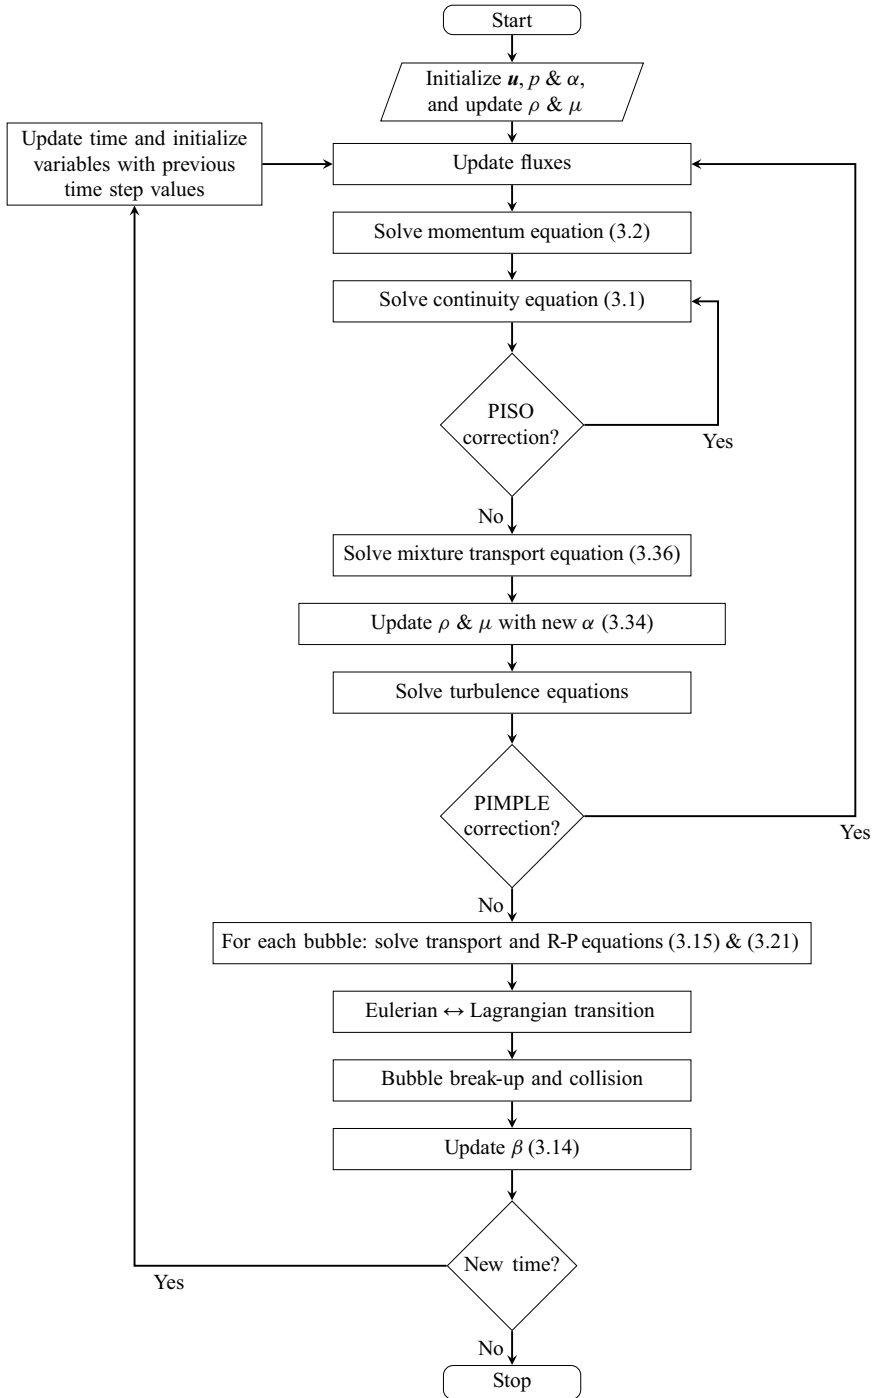 Start
Initialize u, p & α,
and update ρ & μ
Update time and initialize
variables with previous
time step values
Update fluxes
Solve momentum equation (3.2)
Solve continuity equation (3.1)
PISO
correction?
Yes
No
Solve mixture transport equation (3.36)
Update ρ & μ with new α (3.34)
Solve turbulence equations
PIMPLE
correction?
Yes
No
For each bubble: solve transport and R-P equations (3.15) & (3.21)
Eulerian ↔ Lagrangian transition
Bubble break-up and collision
Update β (3.14)
New time?
Yes
No
Stop